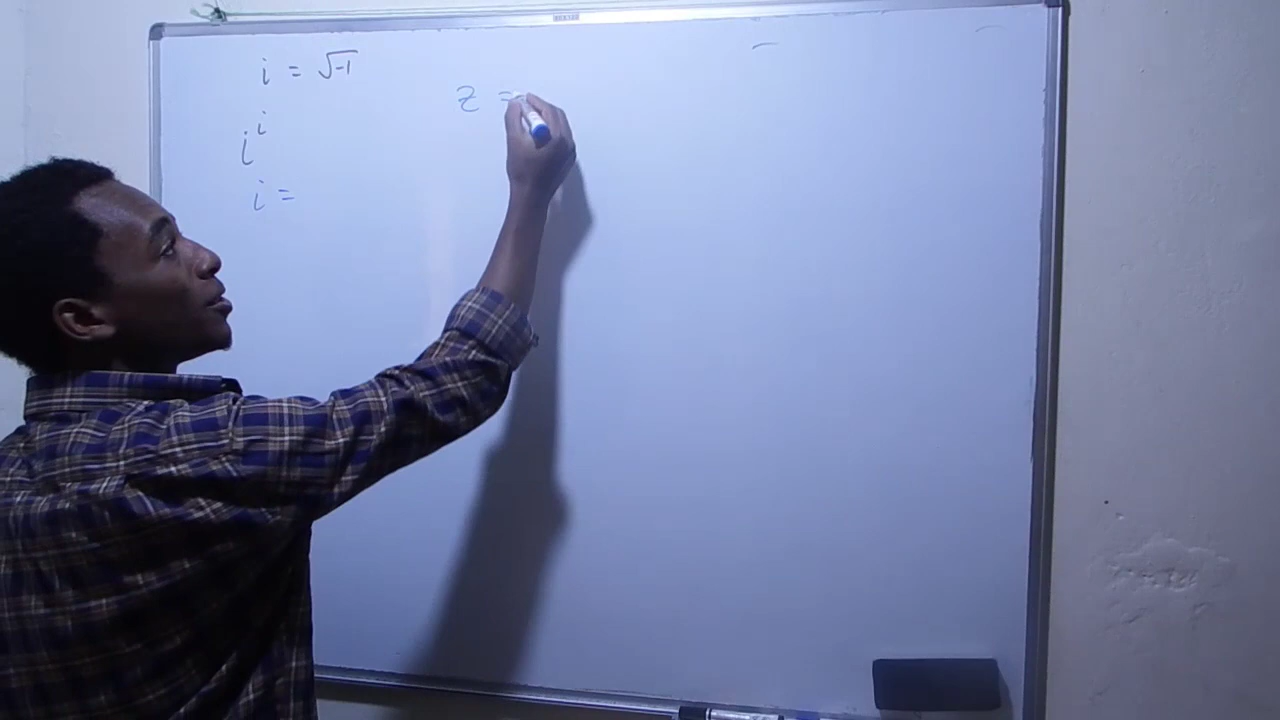 i = √-1
i^i
i =
z =